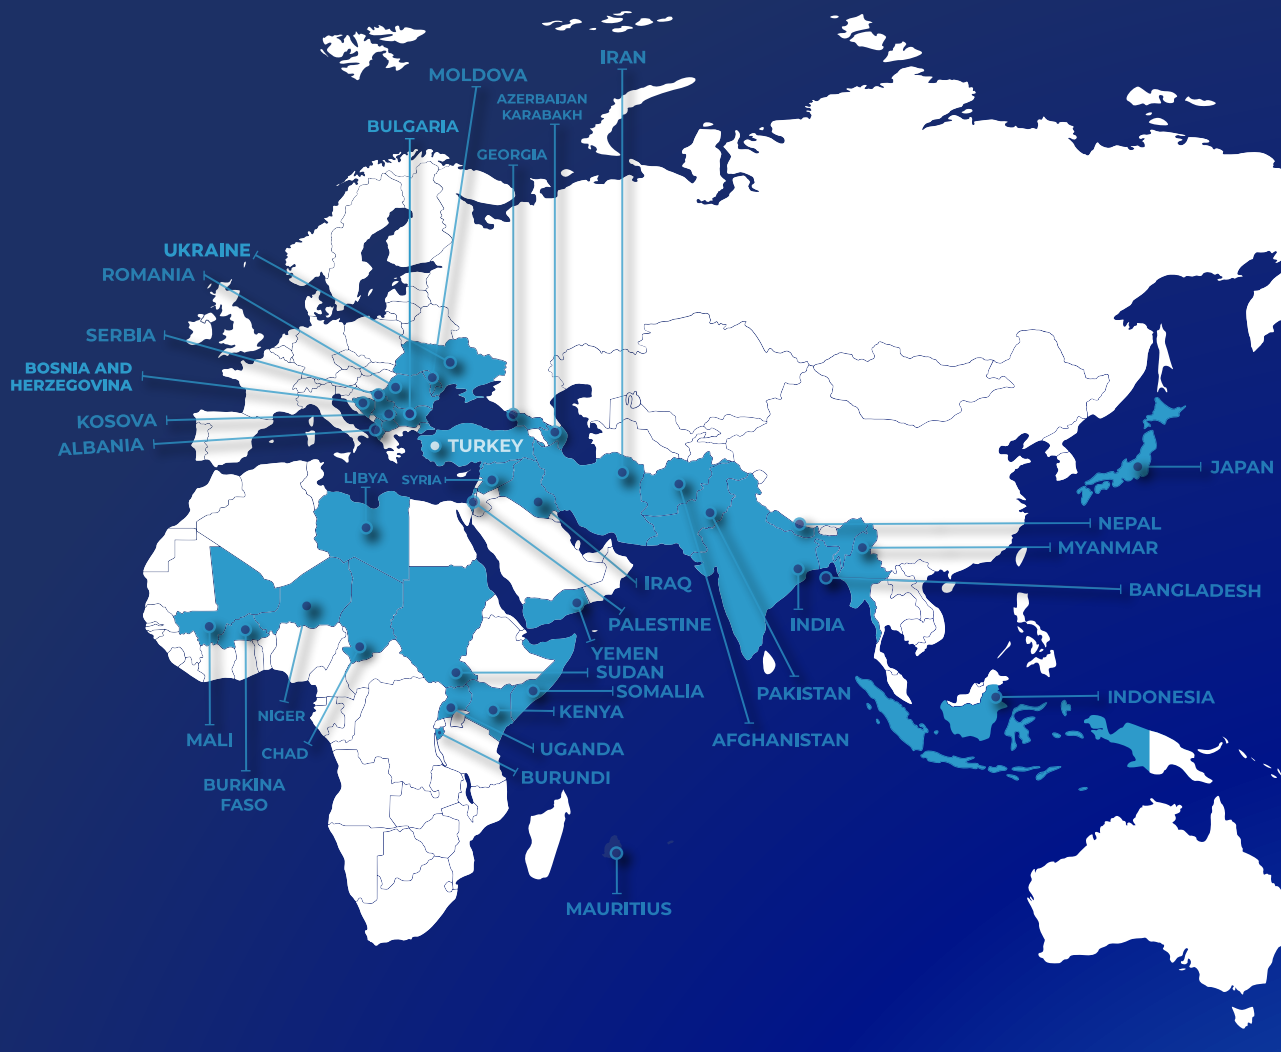 IRAN
MOLDOVA
AZERBAIJAN
KARABAKH
BULGARIA
GEORGIA
UKRAINE
ROMANIA
SERBIA
BOSNIA AND
HERZEGOVINA
KOSOVA
ALBANIA
TURKEY
LIBYA
SYRIA
JAPAN
NEPAL
MYANMAR
BANGLADESH
IRAQ
PALESTINE
INDIA
YEMEN
SUDAN
SOMALIA
PAKISTAN
INDONESIA
KENYA
NIGER
MALI
CHAD
UGANDA
AFGHANISTAN
BURUNDI
BURKINA
FASO
MAURITIUS